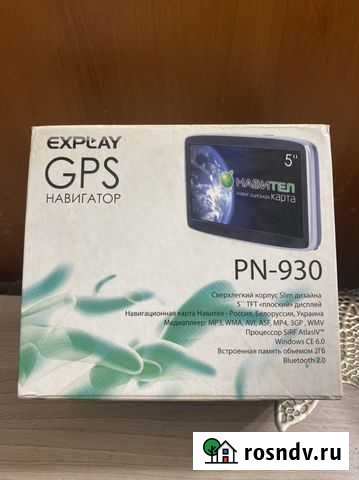 EXPLAY
GPS
НАВИГАТОР
5"
НАВИТЕЛ
навигационная
карта
PN-930
Сверхлегкий корпус Slim дизайна
5`` TFT «плоский» дисплей
Навигационная карта Навител - Россия, Белоруссия, Украина
Медиаплеер: MP3, WMA, AVI, ASF, MP4, 3GP , WMV
Процессор SiRF AtlasIV™
Windows CE 6.0
Встроенная память объемом 2Гб
Bluetooth 2.0
rosndv.ru